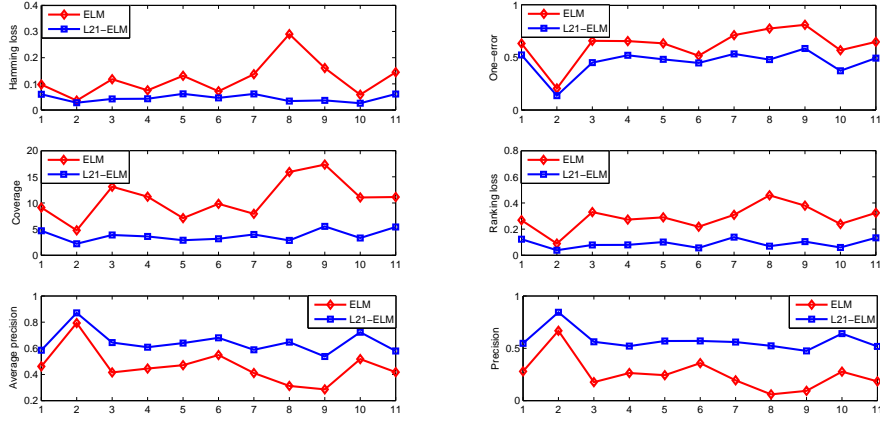 Hamming loss
0.4
0.3
0.2
0.1
0
ELM
L21-ELM
1 2 3 4 5 6 7 8 9 10 11
One-error
1
0.5
0
ELM
L21-ELM
1 2 3 4 5 6 7 8 9 10 11
Coverage
20
15
10
5
0
ELM
L21-ELM
1 2 3 4 5 6 7 8 9 10 11
Ranking loss
0.8
0.6
0.4
0.2
0
ELM
L21-ELM
1 2 3 4 5 6 7 8 9 10 11
Average precision
1
0.8
0.6
0.4
0.2
ELM
L21-ELM
1 2 3 4 5 6 7 8 9 10 11
Precision
1
0.5
0
ELM
L21-ELM
1 2 3 4 5 6 7 8 9 10 11